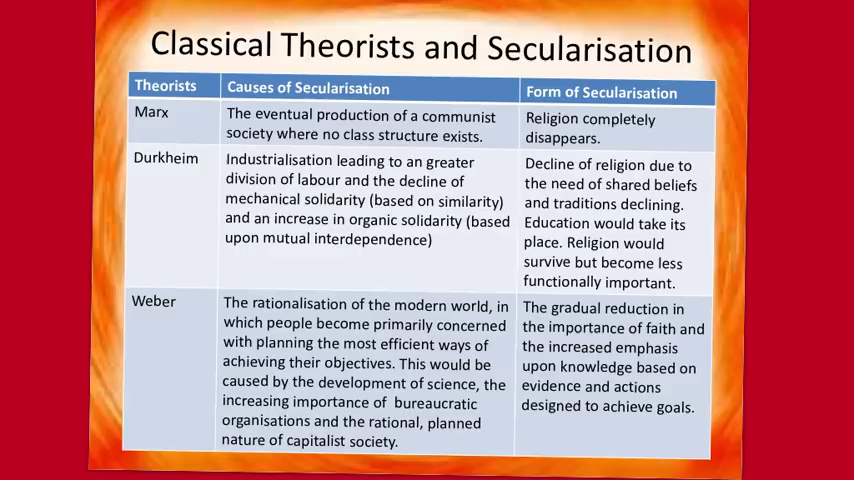 Classical Theorists and Secularisation
Theorists
Causes of Secularisation
Form of Secularisation
Marx
The eventual production of a communist
society where no class structure exists.
Religion completely
disappears.
Durkheim
Industrialisation leading to an greater
division of labour and the decline of
mechanical solidarity (based on similarity)
and an increase in organic solidarity (based
upon mutual interdependence)
Decline of religion due to
the need of shared beliefs
and traditions declining.
Education would take its
place. Religion would
survive but become less
functionally important.
Weber
The rationalisation of the modern world, in
which people become primarily concerned
with planning the most efficient ways of
achieving their objectives. This would be
caused by the development of science, the
increasing importance of bureaucratic
organisations and the rational, planned
nature of capitalist society.
The gradual reduction in
the importance of faith and
the increased emphasis
upon knowledge based on
evidence and actions
designed to achieve goals.